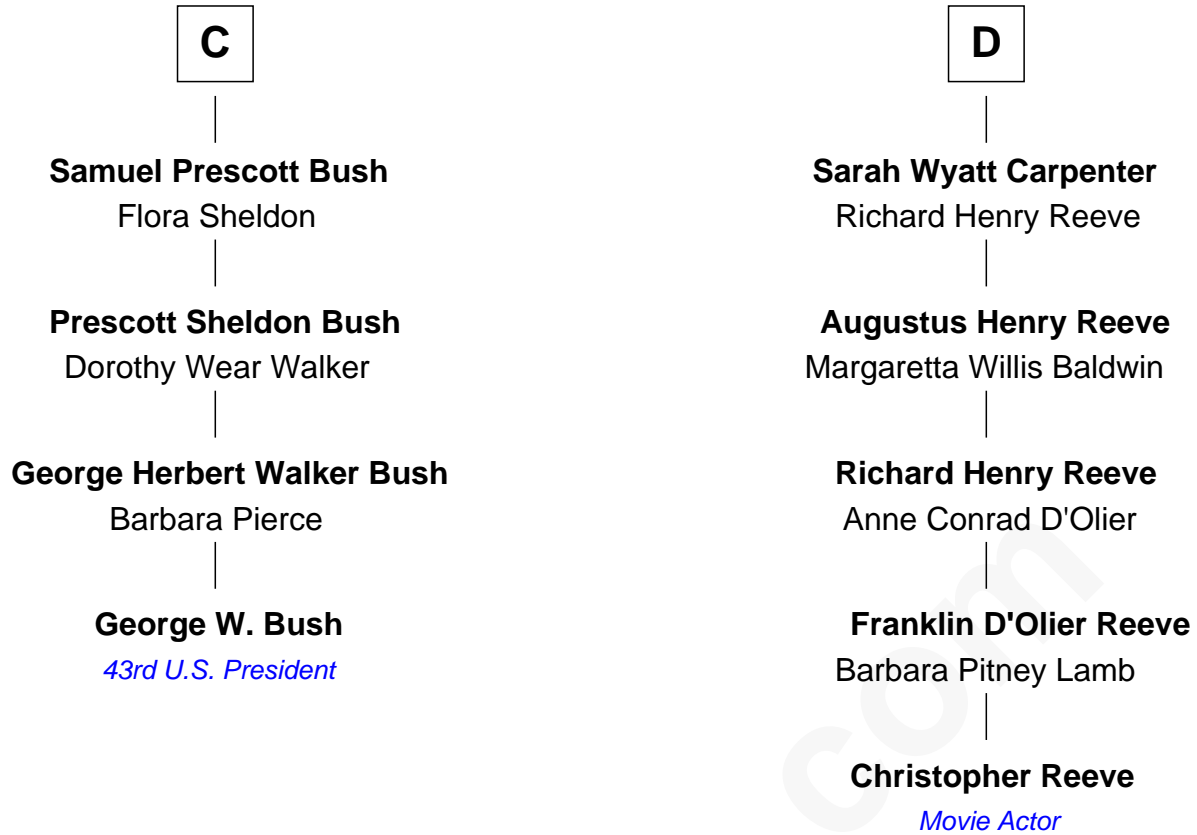 C
Samuel Prescott Bush
Flora Sheldon
Prescott Sheldon Bush
Dorothy Wear Walker
George Herbert Walker Bush
Barbara Pierce
George W. Bush
43rd U.S. President
D
Sarah Wyatt Carpenter
Richard Henry Reeve
Augustus Henry Reeve
Margaretta Willis Baldwin
Richard Henry Reeve
Anne Conrad D'Olier
Franklin D'Olier Reeve
Barbara Pitney Lamb
Christopher Reeve
Movie Actor
com